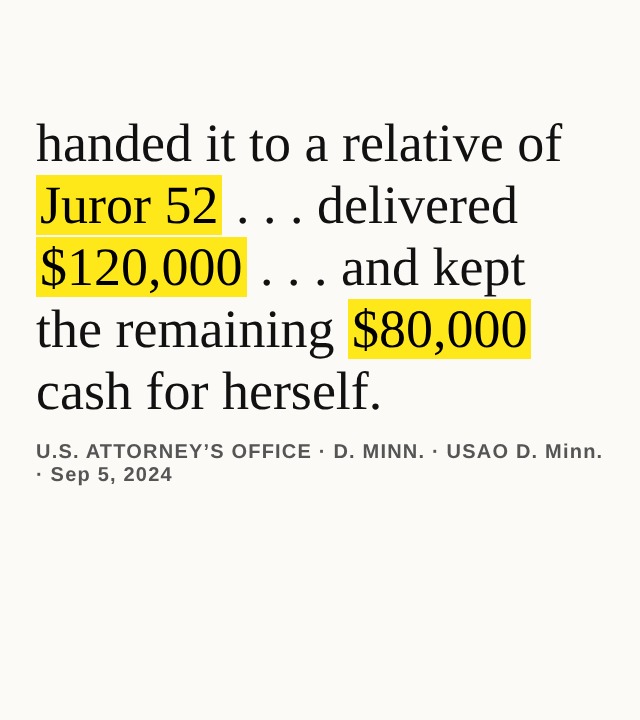 handed it to a relative of
Juror 52 . . . delivered
$120,000 . . . and kept
the remaining $80,000
cash for herself.
U.S. ATTORNEY’S OFFICE · D. MINN. · USAO D. Minn.
· Sep 5, 2024